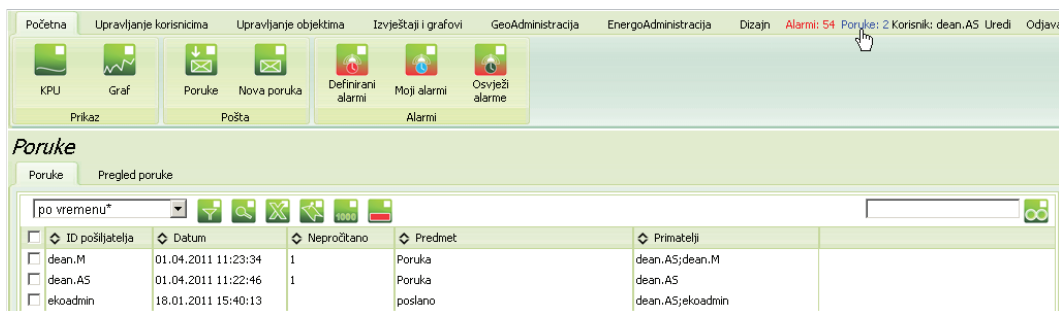 Početna Upravljanje korisnicima Upravljanje objektima Izvještaji i grafovi GeoAdministracija EnergoAdministracija Dizajn Alarmi: 54 Poruke: 2 Korisnik: dean.AS Uredi Odjava
KPU Graf Poruke Nova poruka Definirani alarmi Moji alarmi Osvježi alarme
Prikaz Pošta Alarmi
Poruke
Poruke Pregled poruke
po vremenu* 1000
ID pošiljatelja Datum Nepročitano Predmet Primatelji
dean.M 01.04.2011 11:23:34 1 Poruka dean.AS;dean.M
dean.AS 01.04.2011 11:22:46 1 Poruka dean.AS
ekoadmin 18.01.2011 15:40:13 poslano dean.AS;ekoadmin